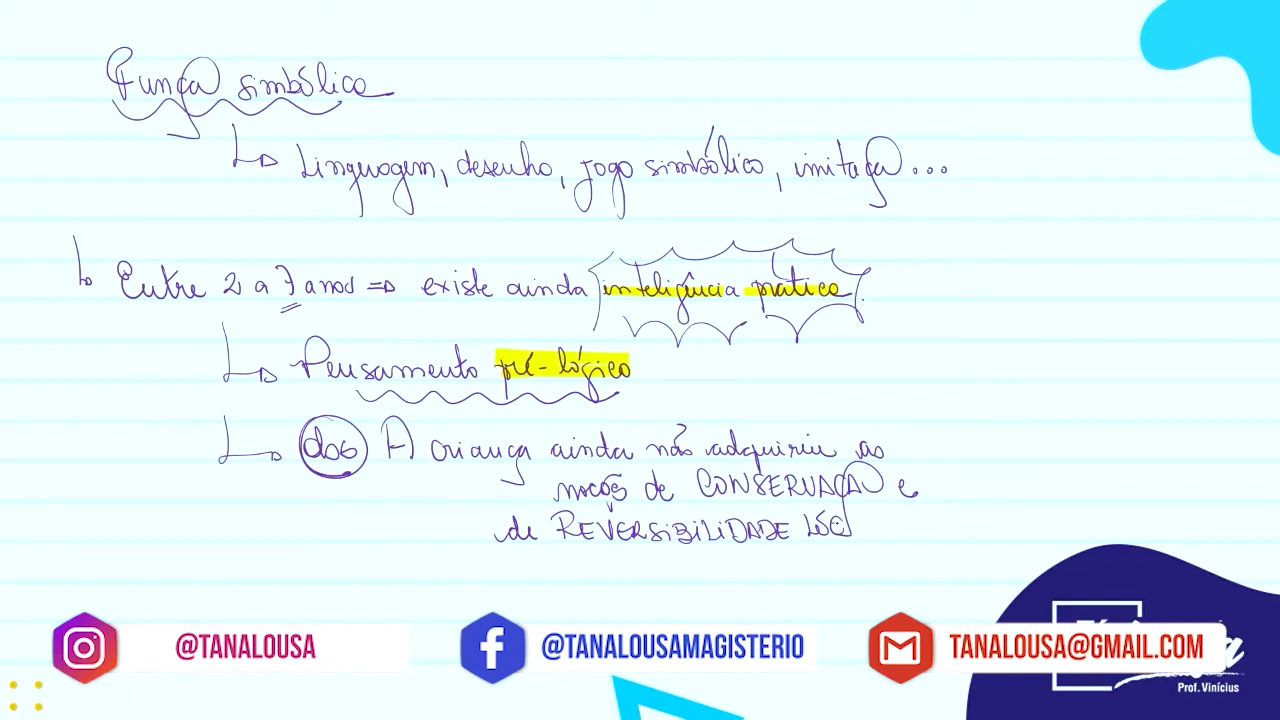 Função simbólica
Linguagem, desenho, jogo simbólico, imitação...
Entre 2 a 7 anos => existe ainda inteligência prática.
Pensamento pré-lógico
A criança ainda não adquiriu as
noções de CONSERVAÇÃO e
de REVERSIBILIDADE LÓG
@TANALOUSA
@TANALOUSAMAGISTERIO
TANALOUSA@GMAIL.COM
Prof. Vinícius